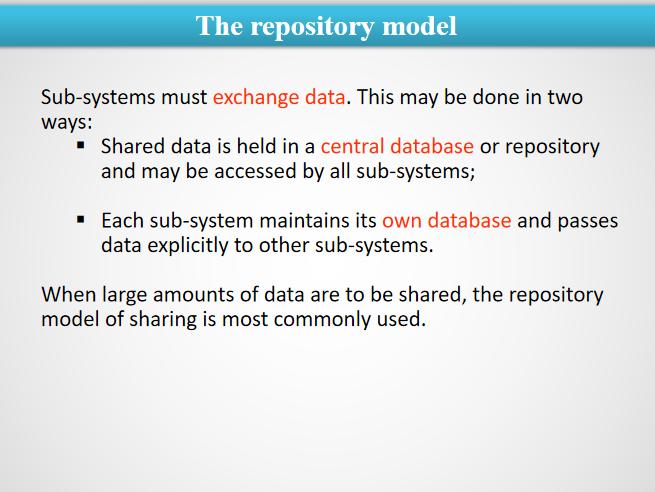 The repository model
Sub-systems must exchange data. This may be done in two
ways:
▪ Shared data is held in a central database or repository
and may be accessed by all sub-systems;
▪ Each sub-system maintains its own database and passes
data explicitly to other sub-systems.
When large amounts of data are to be shared, the repository
model of sharing is most commonly used.